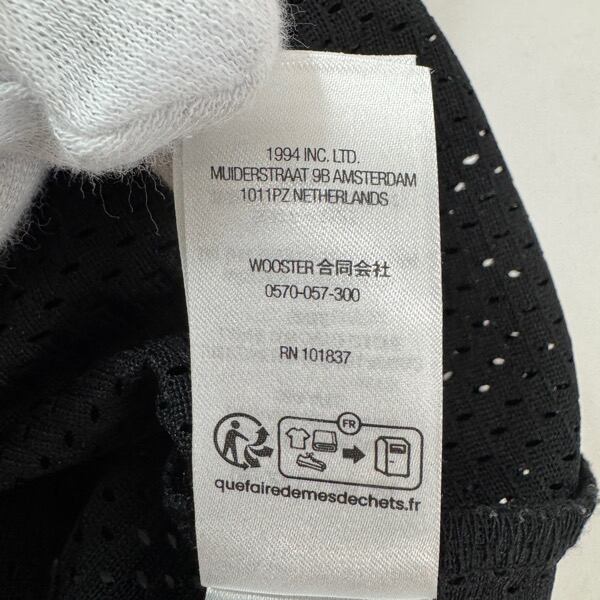 1994 INC. LTD.
MUIDERSTRAAT 9B AMSTERDAM
1011PZ NETHERLANDS
WOOSTER 合同会社
0570-057-300
RN 101837
FR
quefairedemesdechets.fr